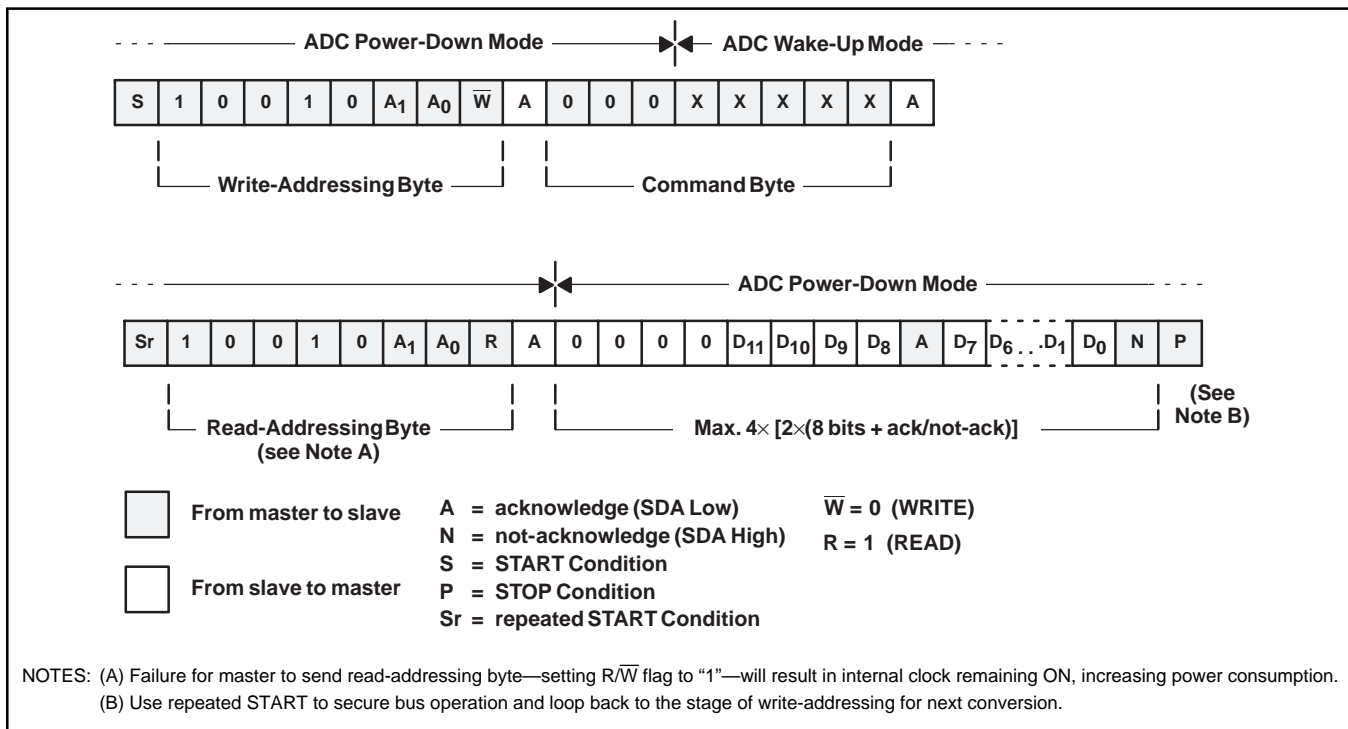 ADC Power-Down Mode ADC Wake-Up Mode
S 1 0 0 1 0 A1 A0 W̅ A 0 0 0 X X X X X A
Write-Addressing Byte Command Byte
ADC Power-Down Mode
Sr 1 0 0 1 0 A1 A0 R A 0 0 0 0 D11 D10 D9 D8 A D7 D6 . . . D1 D0 N P
Read-Addressing Byte Max. 4× [2×(8 bits + ack/not-ack)] (See
(see Note A) Note B)
From master to slave
From slave to master
A = acknowledge (SDA Low)
N = not-acknowledge (SDA High)
S = START Condition
P = STOP Condition
Sr = repeated START Condition
W̅ = 0 (WRITE)
R = 1 (READ)
NOTES: (A) Failure for master to send read-addressing byte—setting R/W̅ flag to “1”—will result in internal clock remaining ON, increasing power consumption.
(B) Use repeated START to secure bus operation and loop back to the stage of write-addressing for next conversion.